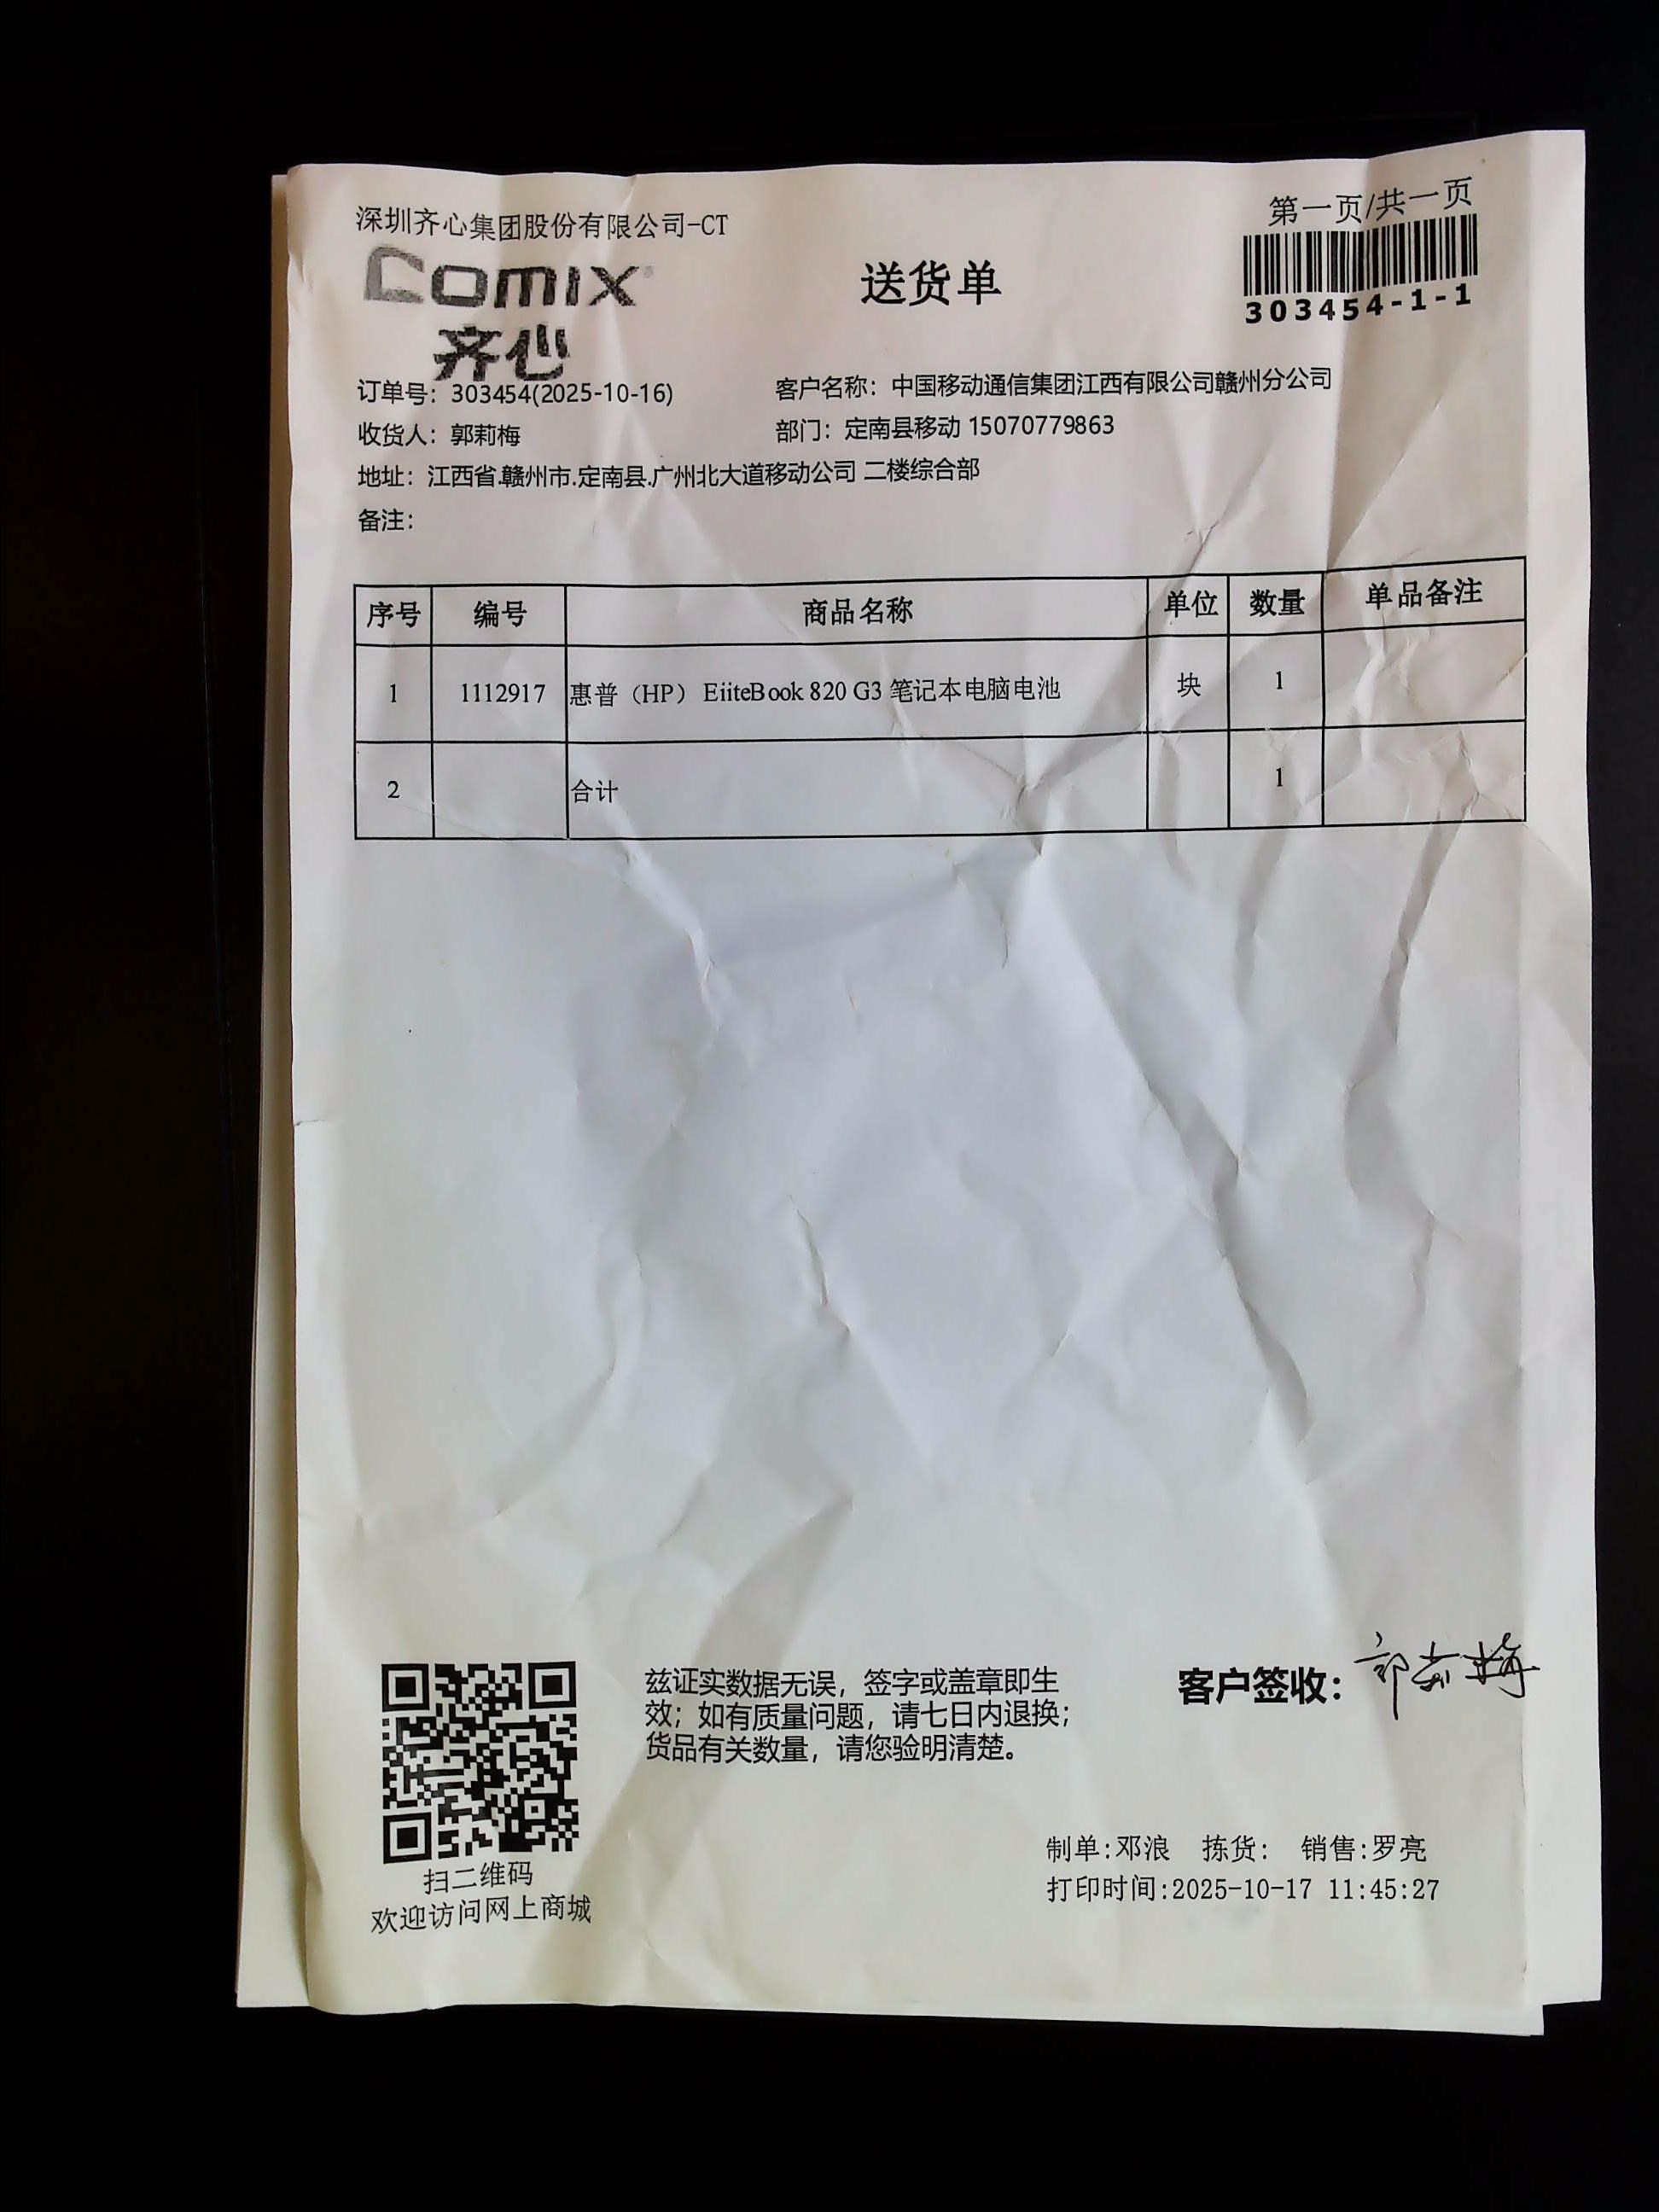 深圳齐心集团股份有限公司-CT
第一页/共一页
comix
齐心
送货单
303454-1-1
订单号：303454(2025-10-16)
客户名称：中国移动通信集团江西有限公司赣州分公司
收货人：郭莉梅
部门：定南县移动 15070779863
地址：江西省.赣州市.定南县.广州北大道移动公司 二楼综合部
备注：
序号 编号 商品名称 单位 数量 单品备注
1 1112917 惠普（HP） EiiteBook 820 G3 笔记本电脑电池 块 1
2 合计 1
兹证实数据无误，签字或盖章即生
效；如有质量问题，请七日内退换；
货品有关数量，请您验明清楚。
客户签收：郭莉梅
扫二维码
欢迎访问网上商城
制单:邓浪 拣货: 销售:罗亮
打印时间:2025-10-17 11:45:27